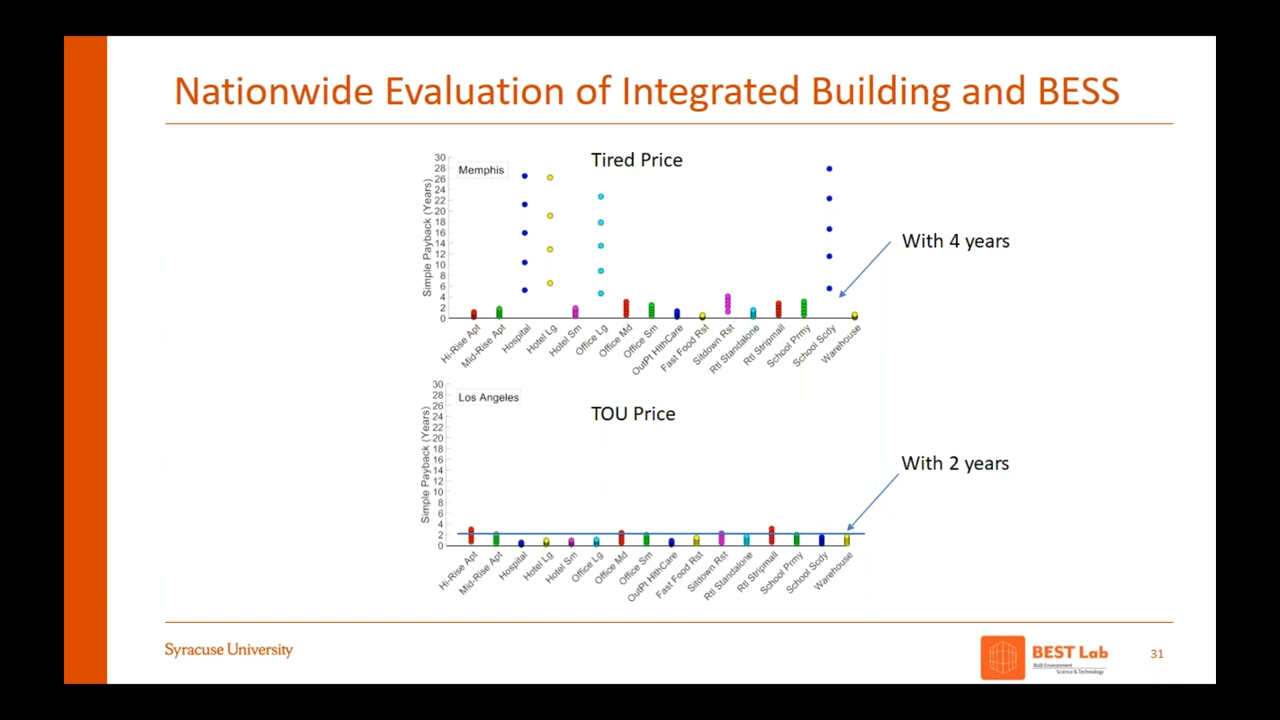 Nationwide Evaluation of Integrated Building and BESS
Tired Price
Memphis
Simple Payback (Years)
30
28
26
24
22
20
18
16
14
12
10
8
6
4
2
0
Hi-Rise Apt
Mid-Rise Apt
Hospital
Hotel Lg
Hotel Sm
Office Lg
Office Md
Office Sm
OutPt HlthCare
Fast Food Rst
Sitdown Rst
Rtl Standalone
Rtl Stripmall
School Prmy
School Scdy
Warehouse
With 4 years
TOU Price
Los Angeles
Simple Payback (Years)
30
28
26
24
22
20
18
16
14
12
10
8
6
4
2
0
Hi-Rise Apt
Mid-Rise Apt
Hospital
Hotel Lg
Hotel Sm
Office Lg
Office Md
Office Sm
OutPt HlthCare
Fast Food Rst
Sitdown Rst
Rtl Standalone
Rtl Stripmall
School Prmy
School Scdy
Warehouse
With 2 years
Syracuse University
BEST Lab
Built Environment
Science & Technology
31